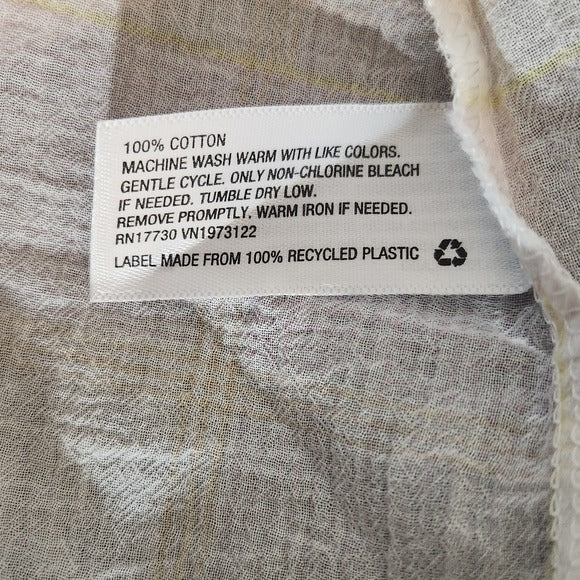 100% COTTON
MACHINE WASH WARM WITH LIKE COLORS.
GENTLE CYCLE. ONLY NON-CHLORINE BLEACH
IF NEEDED. TUMBLE DRY LOW.
REMOVE PROMPTLY, WARM IRON IF NEEDED.
RN17730 VN1973122
LABEL MADE FROM 100% RECYCLED PLASTIC